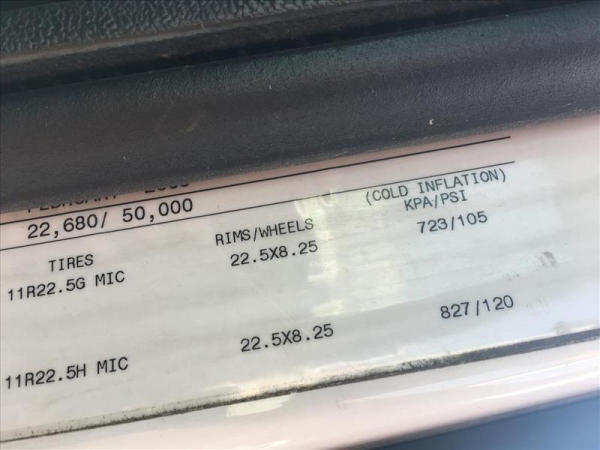 22,680/ 50,000
TIRES RIMS/WHEELS (COLD INFLATION) KPA/PSI
11R22.5G MIC 22.5X8.25 723/105
11R22.5H MIC 22.5X8.25 827/120